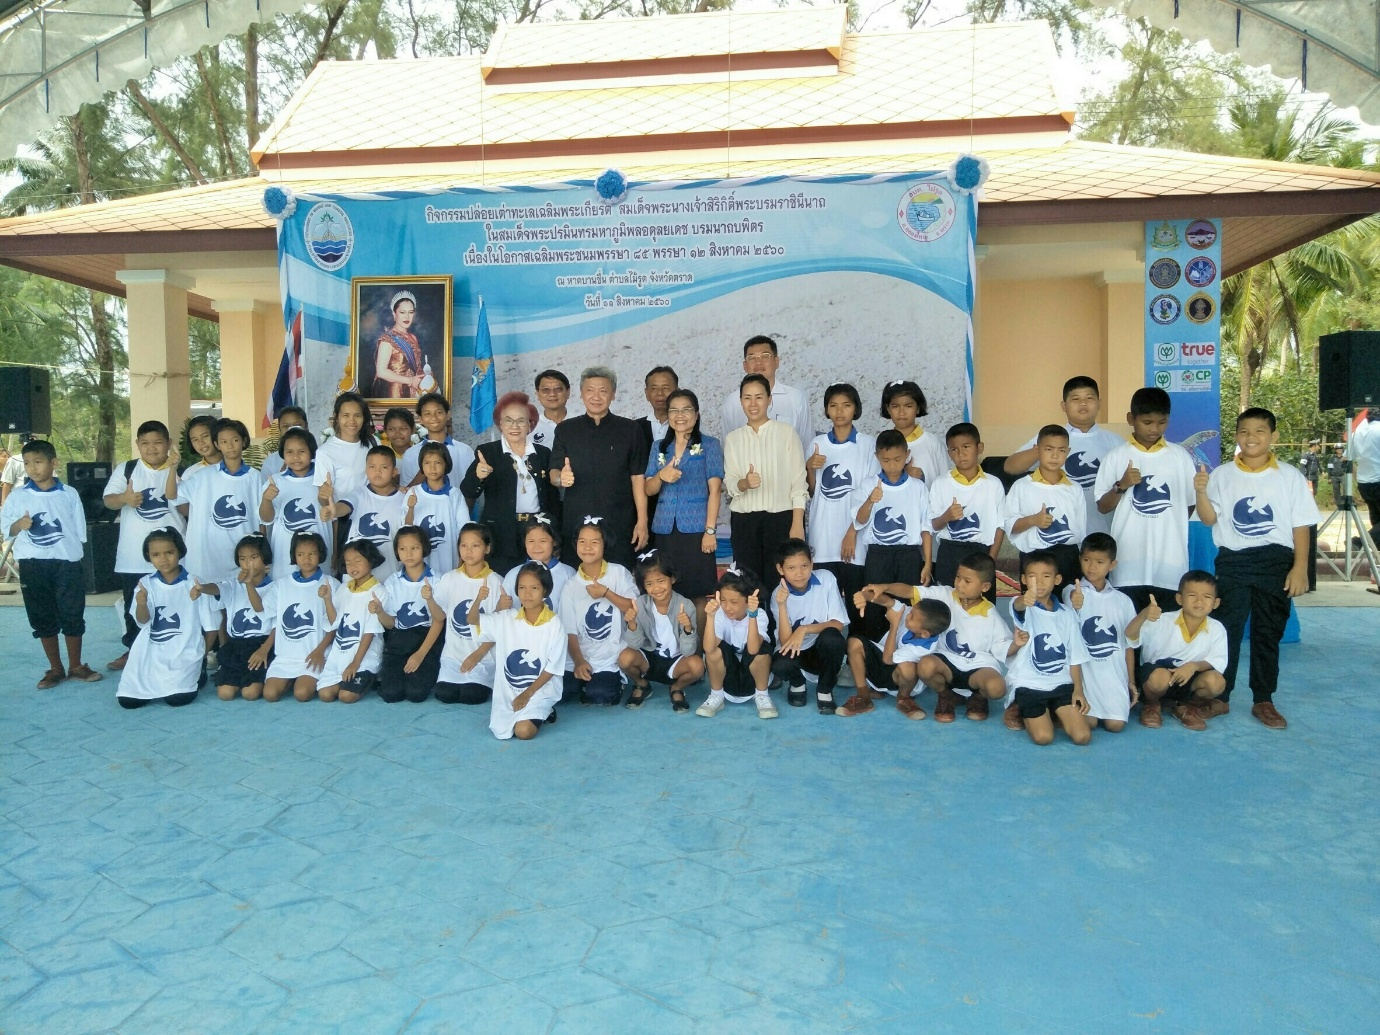 กิจกรรมปล่อยเต่าทะเลเฉลิมพระเกียรติ สมเด็จพระนางเจ้าสิริกิติ์พระบรมราชินีนาถ
ในสมเด็จพระปรมินทรมหาภูมิพลอดุลยเดช บรมนาถบพิตร
เนื่องในโอกาสเฉลิมพระชนมพรรษา ๘๕ พรรษา ๑๒ สิงหาคม ๒๕๖๐
ณ หาดบานชื่น ตำบลไม้รูด จังหวัดตราด
วันที่ ๑๑ สิงหาคม ๒๕๖๐
true
CP